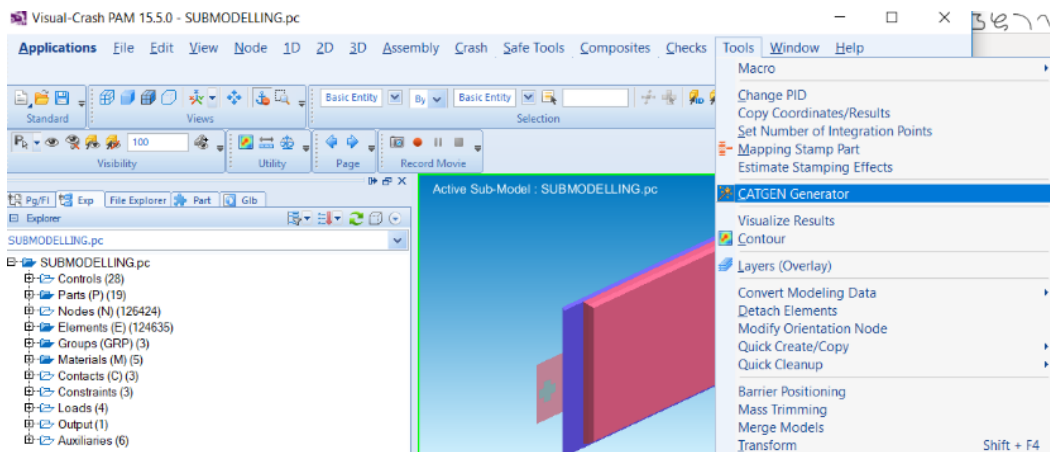 Visual-Crash PAM 15.5.0 - SUBMODELLING.pc
Applications File Edit View Node 1D 2D 3D Assembly Crash Safe Tools Composites Checks Tools Window Help
Macro
Change PID
Copy Coordinates/Results
Set Number of Integration Points
Mapping Stamp Part
Estimate Stamping Effects
CATGEN Generator
Visualize Results
Contour
Layers (Overlay)
Convert Modeling Data
Detach Elements
Modify Orientation Node
Quick Create/Copy
Quick Cleanup
Barrier Positioning
Mass Trimming
Merge Models
Transform Shift + F4
Basic Entity By Basic Entity
Standard Views Selection
100
Visibility Utility Page Record Movie
Pg/Fl Exp File Explorer Part Glb
Explorer
SUBMODELLING.pc
SUBMODELLING.pc
Controls (28)
Parts (P) (19)
Nodes (N) (126424)
Elements (E) (124635)
Groups (GRP) (3)
Materials (M) (5)
Contacts (C) (3)
Constraints (3)
Loads (4)
Output (1)
Auxiliaries (6)
Active Sub-Model : SUBMODELLING.pc